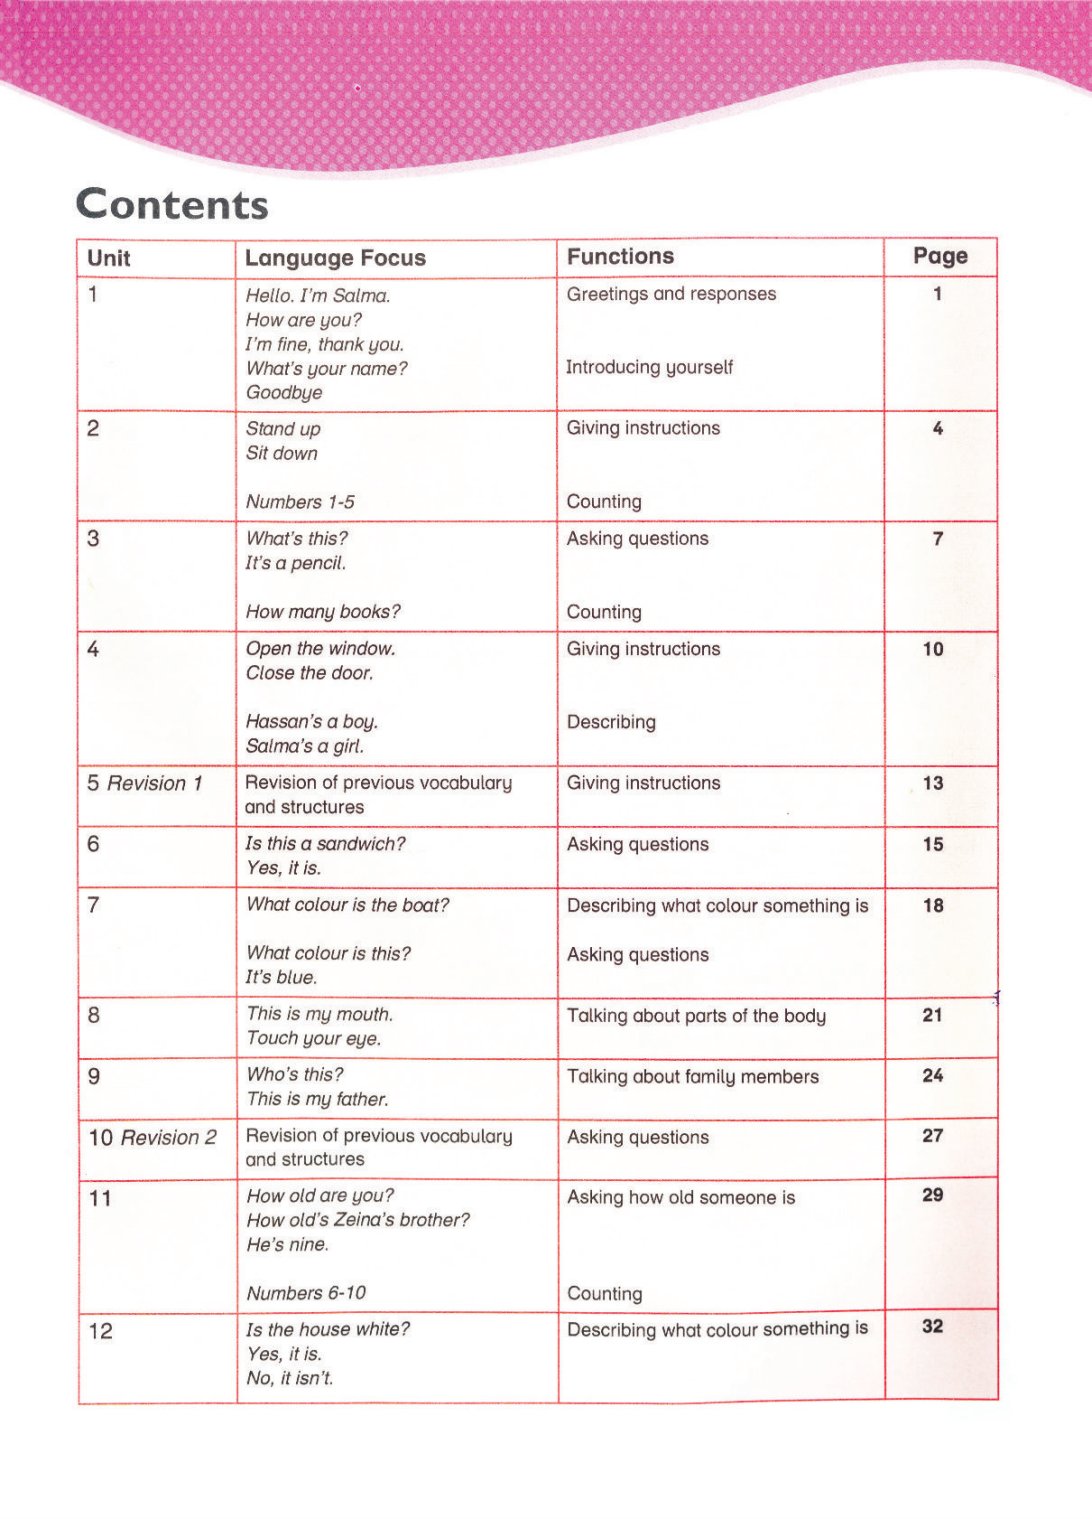 Contents
Unit Language Focus Functions Page
1 Hello. I'm Salma. Greetings and responses 1
How are you?
I'm fine, thank you.
What's your name? Introducing yourself
Goodbye
2 Stand up Giving instructions 4
Sit down
Numbers 1-5 Counting
3 What's this? Asking questions 7
It's a pencil.
How many books? Counting
4 Open the window. Giving instructions 10
Close the door.
Hassan's a boy. Describing
Salma's a girl.
5 Revision 1 Revision of previous vocabulary Giving instructions 13
and structures
6 Is this a sandwich? Asking questions 15
Yes, it is.
7 What colour is the boat? Describing what colour something is 18
What colour is this? Asking questions
It's blue.
8 This is my mouth. Talking about parts of the body 21
Touch your eye.
9 Who's this? Talking about family members 24
This is my father.
10 Revision 2 Revision of previous vocabulary Asking questions 27
and structures
11 How old are you? Asking how old someone is 29
How old's Zeina's brother?
He's nine.
Numbers 6-10 Counting
12 Is the house white? Describing what colour something is 32
Yes, it is.
No, it isn't.